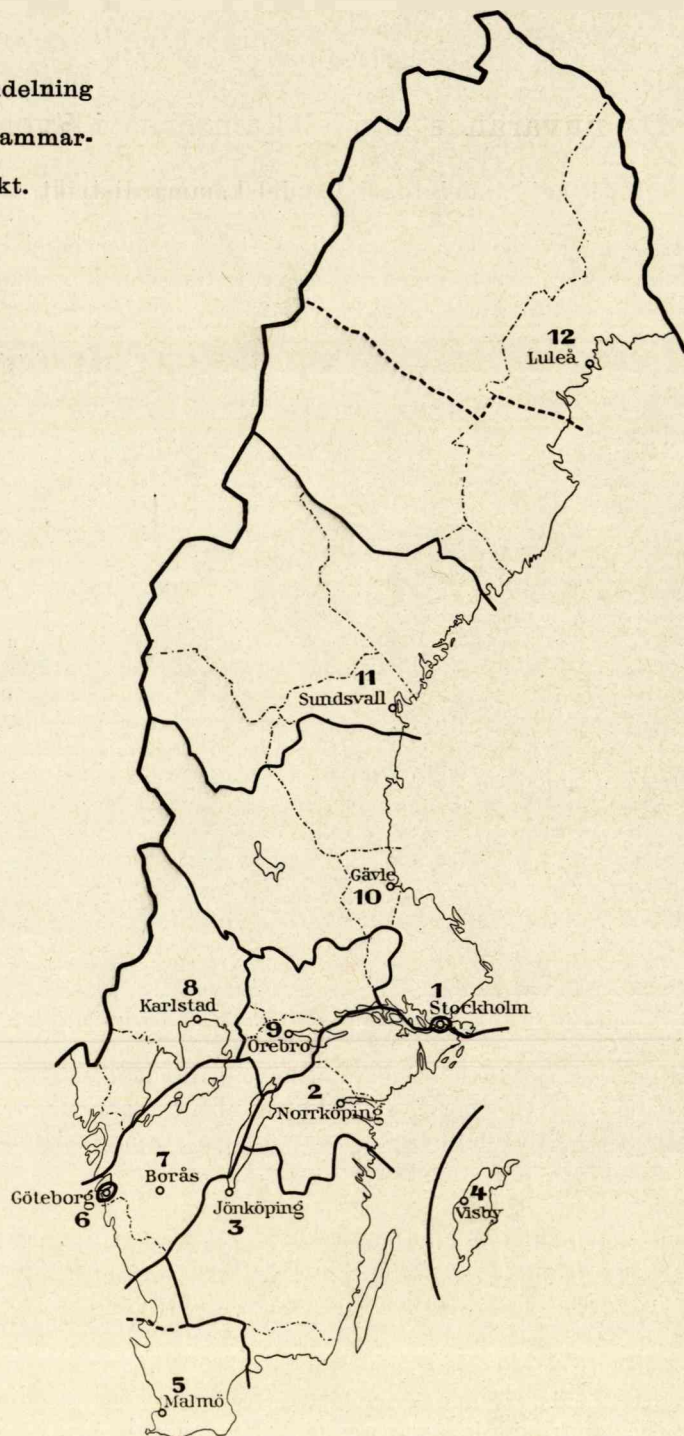 delning
ammar-
kt.
12
Luleå
11
Sundsvall
Gävle
10
8
Karlstad
1
Stockholm
9
Örebro
2
Norrköping
7
Borås
Göteborg
6
Jönköping
3
4
Visby
5
Malmö